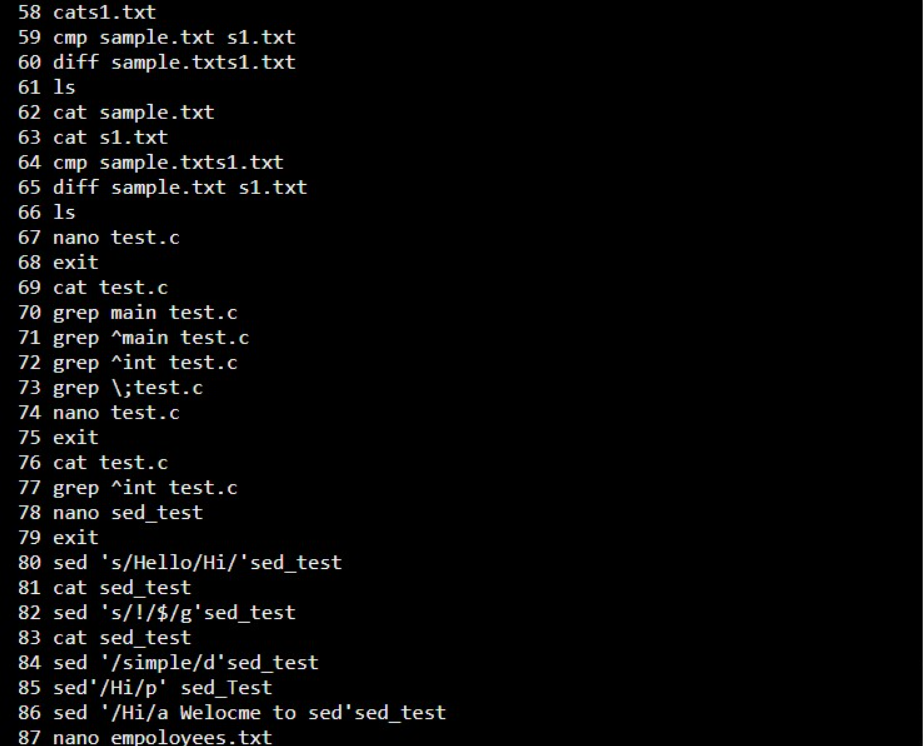 58 cats1.txt
59 cmp sample.txt s1.txt
60 diff sample.txts1.txt
61 ls
62 cat sample.txt
63 cat s1.txt
64 cmp sample.txts1.txt
65 diff sample.txt s1.txt
66 ls
67 nano test.c
68 exit
69 cat test.c
70 grep main test.c
71 grep ^main test.c
72 grep ^int test.c
73 grep \;test.c
74 nano test.c
75 exit
76 cat test.c
77 grep ^int test.c
78 nano sed_test
79 exit
80 sed 's/Hello/Hi/'sed_test
81 cat sed_test
82 sed 's/!/$/g'sed_test
83 cat sed_test
84 sed '/simple/d'sed_test
85 sed'/Hi/p' sed_Test
86 sed '/Hi/a Welocme to sed'sed_test
87 nano empoloyees.txt